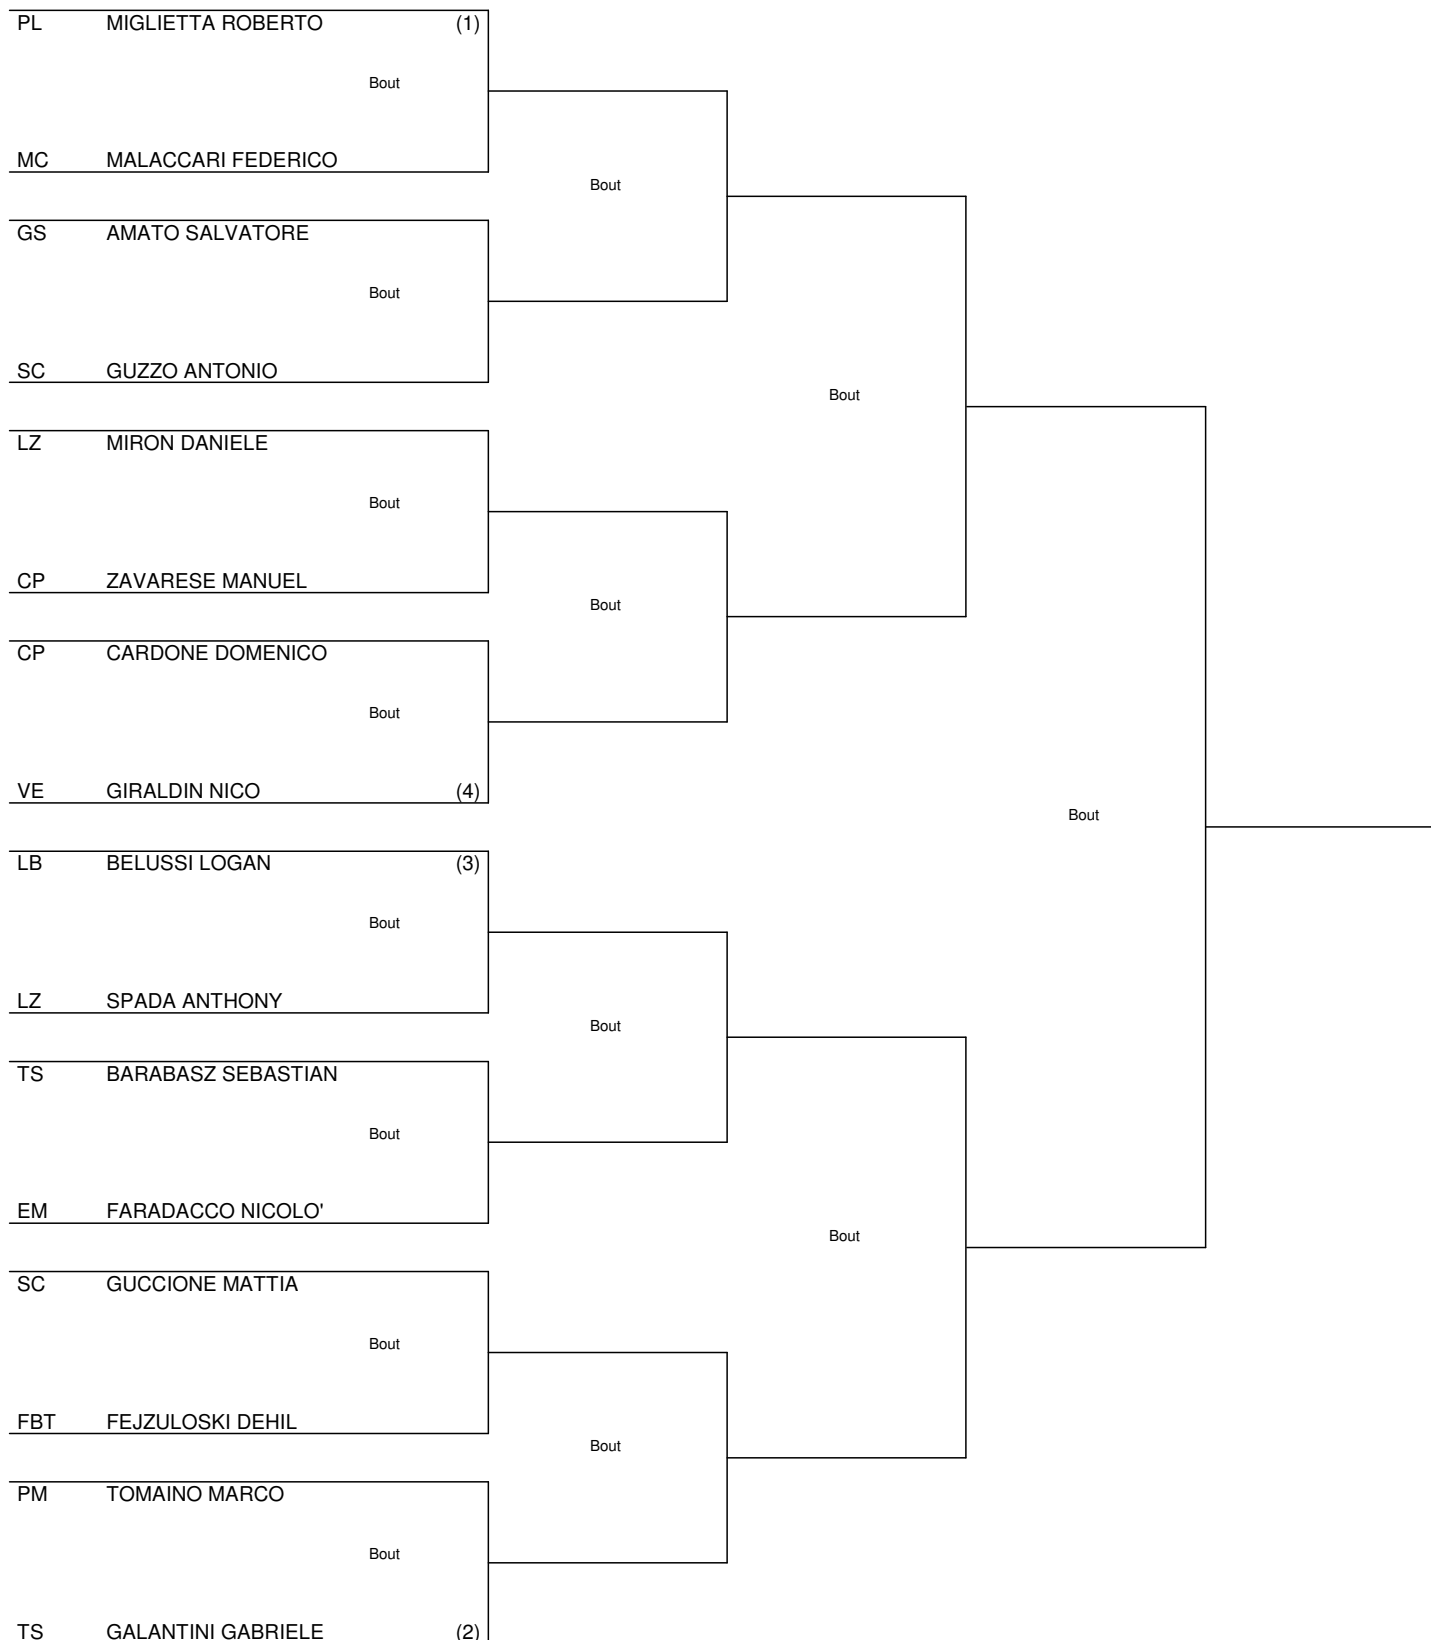 PL MIGLIETTA ROBERTO (1)
Bout
MC MALACCARI FEDERICO
Bout
GS AMATO SALVATORE
Bout
SC GUZZO ANTONIO
Bout
LZ MIRON DANIELE
Bout
CP ZAVARESE MANUEL
Bout
CP CARDONE DOMENICO
Bout
VE GIRALDIN NICO (4)
Bout
LB BELUSSI LOGAN (3)
Bout
LZ SPADA ANTHONY
Bout
TS BARABASZ SEBASTIAN
Bout
EM FARADACCO NICOLO'
Bout
SC GUCCIONE MATTIA
Bout
FBT FEJZULOSKI DEHIL
Bout
PM TOMAINO MARCO
Bout
TS GALANTINI GABRIELE (2)